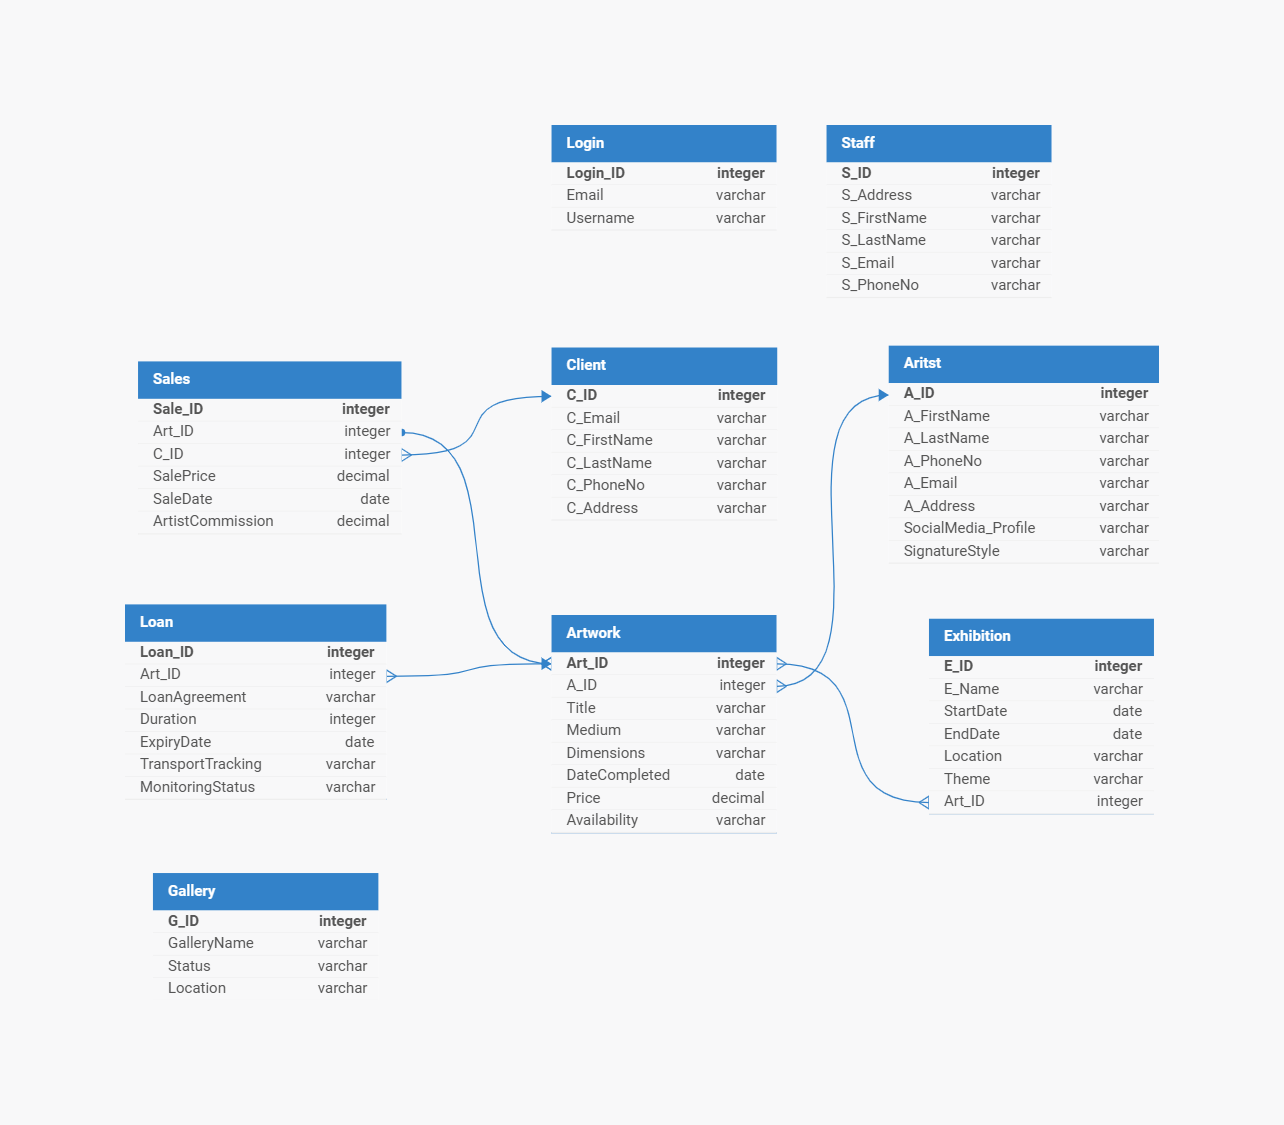 Login
Login_ID integer
Email varchar
Username varchar
Staff
S_ID integer
S_Address varchar
S_FirstName varchar
S_LastName varchar
S_Email varchar
S_PhoneNo varchar
Sales
Sale_ID integer
Art_ID integer
C_ID integer
SalePrice decimal
SaleDate date
ArtistCommission decimal
Client
C_ID integer
C_Email varchar
C_FirstName varchar
C_LastName varchar
C_PhoneNo varchar
C_Address varchar
Aritst
A_ID integer
A_FirstName varchar
A_LastName varchar
A_PhoneNo varchar
A_Email varchar
A_Address varchar
SocialMedia_Profile varchar
SignatureStyle varchar
Loan
Loan_ID integer
Art_ID integer
LoanAgreement varchar
Duration integer
ExpiryDate date
TransportTracking varchar
MonitoringStatus varchar
Artwork
Art_ID integer
A_ID integer
Title varchar
Medium varchar
Dimensions varchar
DateCompleted date
Price decimal
Availability varchar
Exhibition
E_ID integer
E_Name varchar
StartDate date
EndDate date
Location varchar
Theme varchar
Art_ID integer
Gallery
G_ID integer
GalleryName varchar
Status varchar
Location varchar